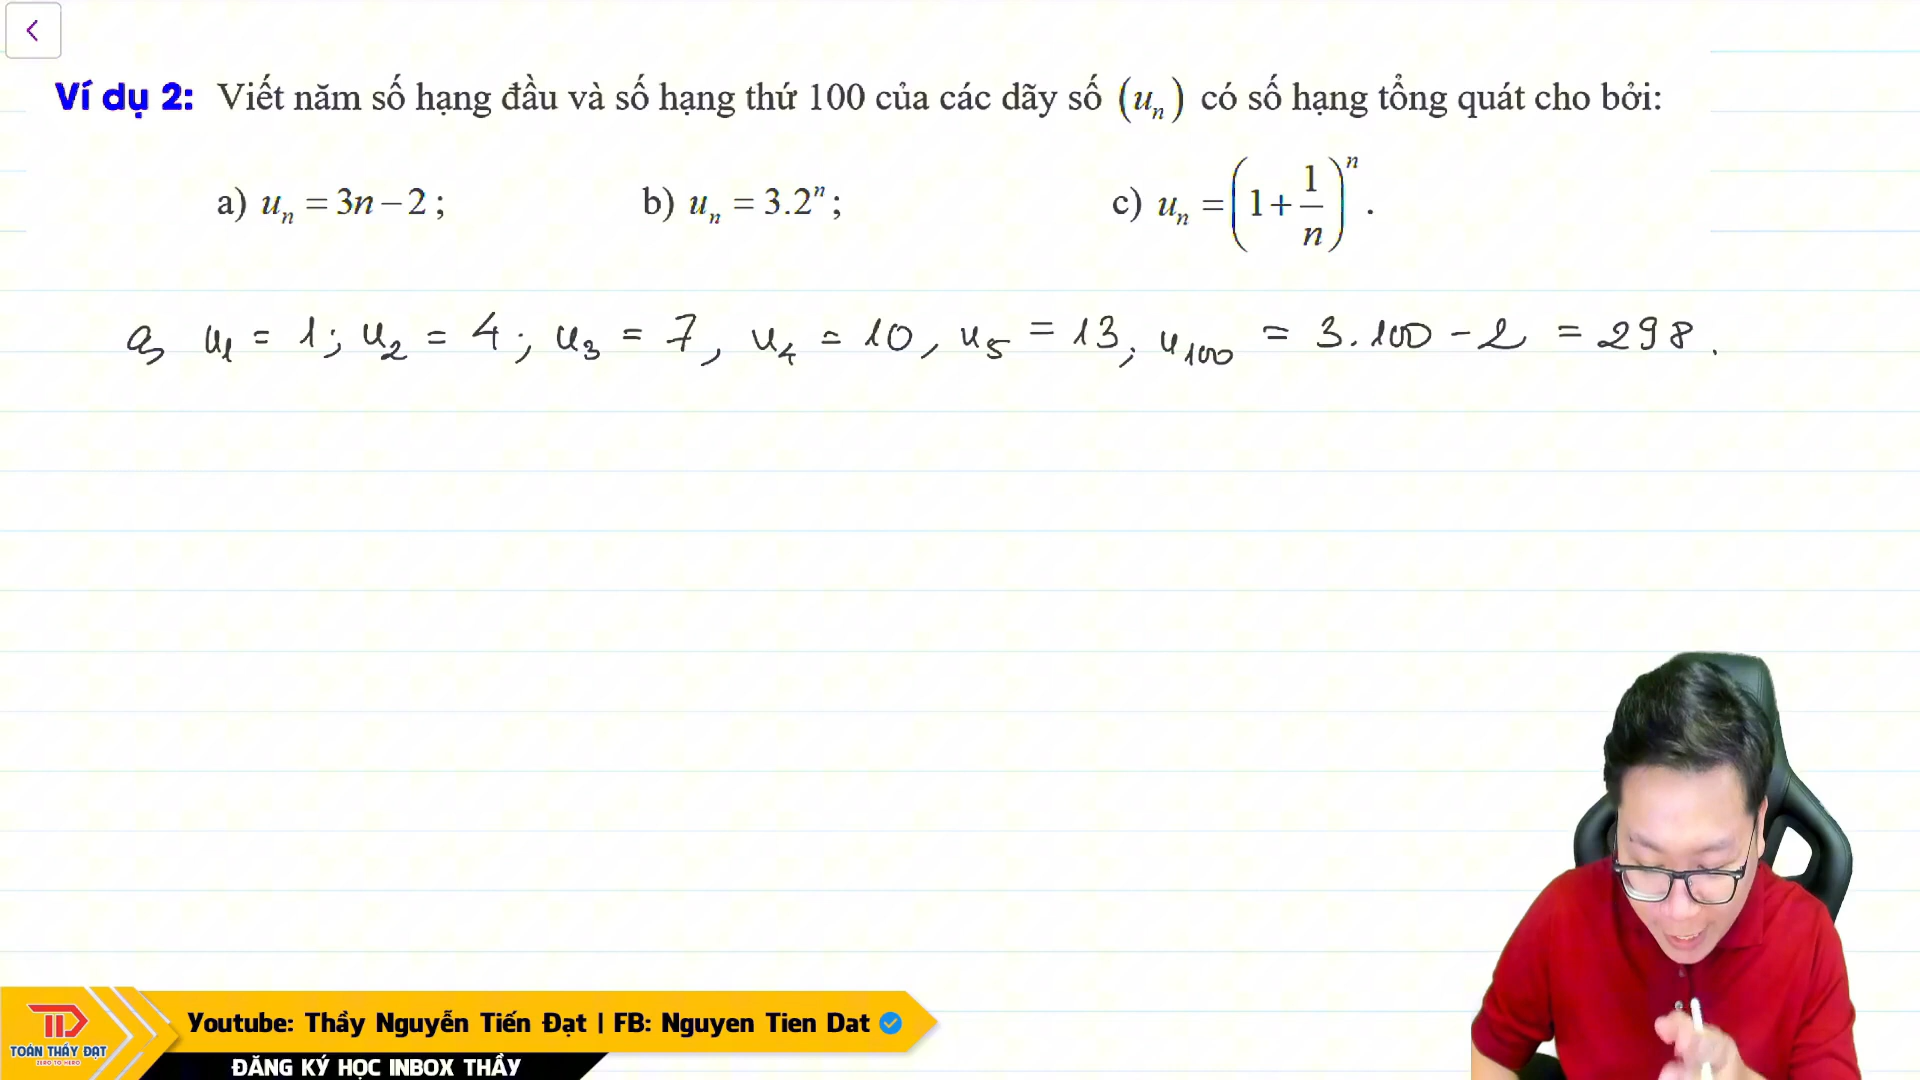 Ví dụ 2: Viết năm số hạng đầu và số hạng thứ 100 của các dãy số (uₙ) có số hạng tổng quát cho bởi:
a) uₙ = 3n − 2 ; b) uₙ = 3.2ⁿ ; c) uₙ = (1 + 1/n)ⁿ .
a, u₁ = 1 ; u₂ = 4 ; u₃ = 7 , u₄ = 10 , u₅ = 13 ; u₁₀₀ = 3.100 − 2 = 298 .
Youtube: Thầy Nguyễn Tiến Đạt | FB: Nguyen Tien Dat
TOÁN THẦY ĐẠT
ZERO TO HERO
ĐĂNG KÝ HỌC INBOX THẦY